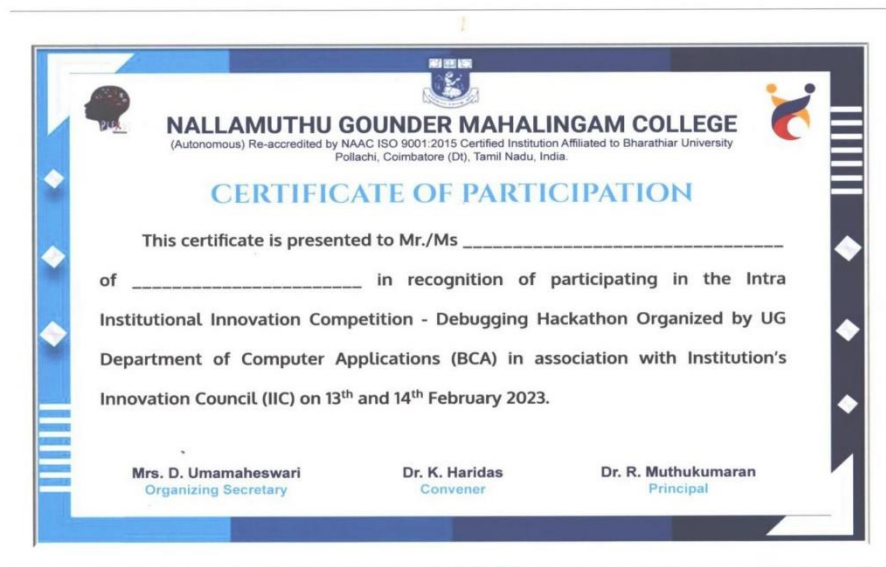 NALLAMUTHU GOUNDER MAHALINGAM COLLEGE
(Autonomous) Re-accredited by NAAC ISO 9001:2015 Certified Institution Affiliated to Bharathiar University
Pollachi, Coimbatore (Dt), Tamil Nadu, India.
CERTIFICATE OF PARTICIPATION
This certificate is presented to Mr./Ms ________________________________
of _______________________ in recognition of participating in the Intra
Institutional Innovation Competition - Debugging Hackathon Organized by UG
Department of Computer Applications (BCA) in association with Institution's
Innovation Council (IIC) on 13th and 14th February 2023.
Mrs. D. Umamaheswari
Organizing Secretary
Dr. K. Haridas
Convener
Dr. R. Muthukumaran
Principal